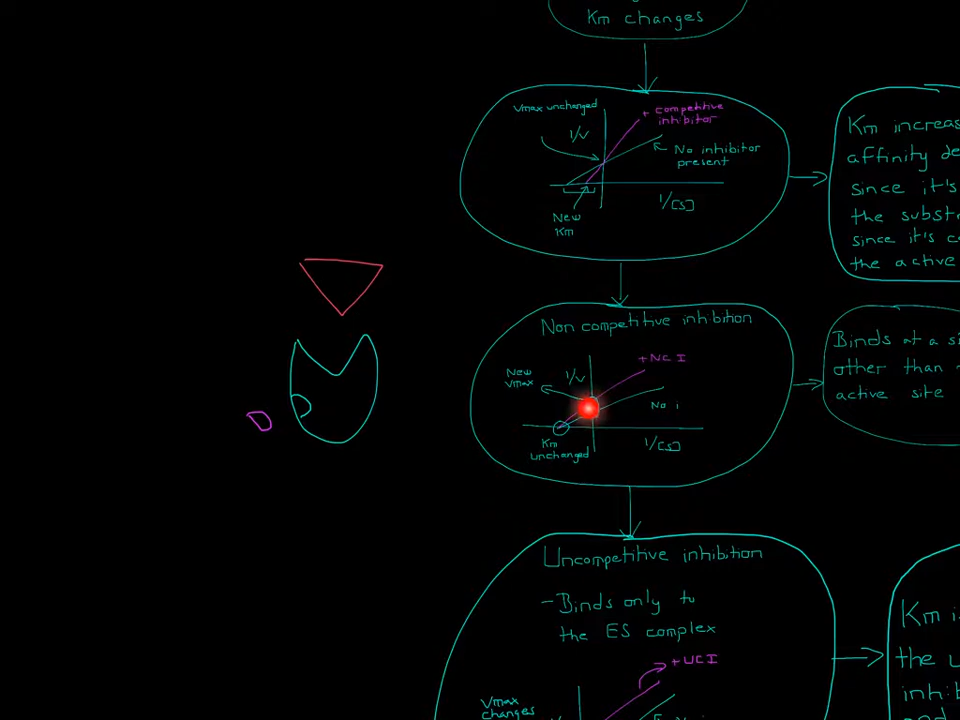 Km changes
Vmax unchanged
1/v
+ competitive
inhibitor
No inhibitor
present
New
Km
1/[s]
Km increas
affinity de
since it's
the subst
since it's c
the active
Non competitive inhibition
New
Vmax
1/v
+NC I
No i
Km
unchanged
1/[s]
Binds at a si
other than
active site
Uncompetitive inhibition
- Binds only to
the ES complex
+UC I
Vmax
changes
Km i
the u
inhib